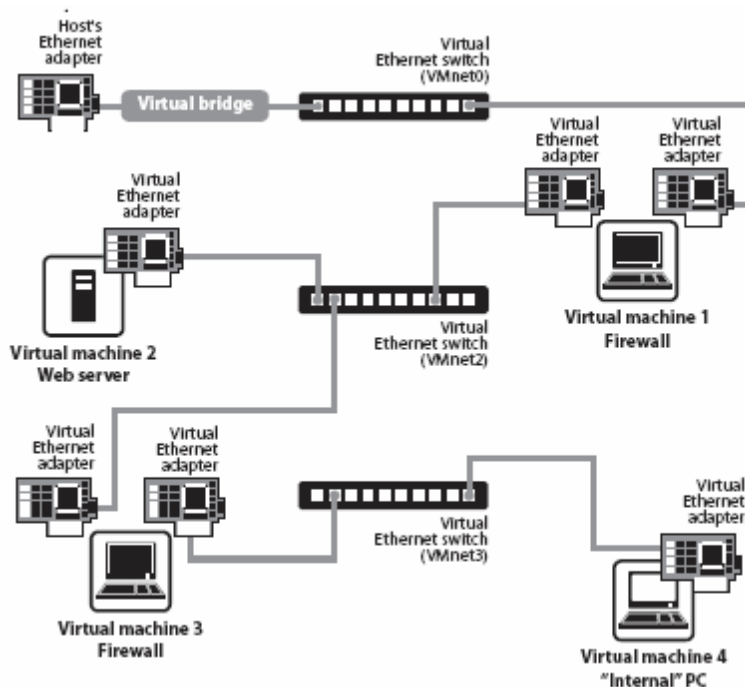 Host's
Ethernet
adapter
Virtual
Ethernet switch
(VMnet0)
Virtual bridge
Virtual
Ethernet
adapter
Virtual
Ethernet
adapter
Virtual
Ethernet
adapter
Virtual machine 1
Firewall
Virtual
Ethernet switch
(VMnet2)
Virtual machine 2
Web server
Virtual
Ethernet
adapter
Virtual
Ethernet
adapter
Virtual
Ethernet switch
(VMnet3)
Virtual
Ethernet
adapter
Virtual machine 3
Firewall
Virtual machine 4
"Internal" PC